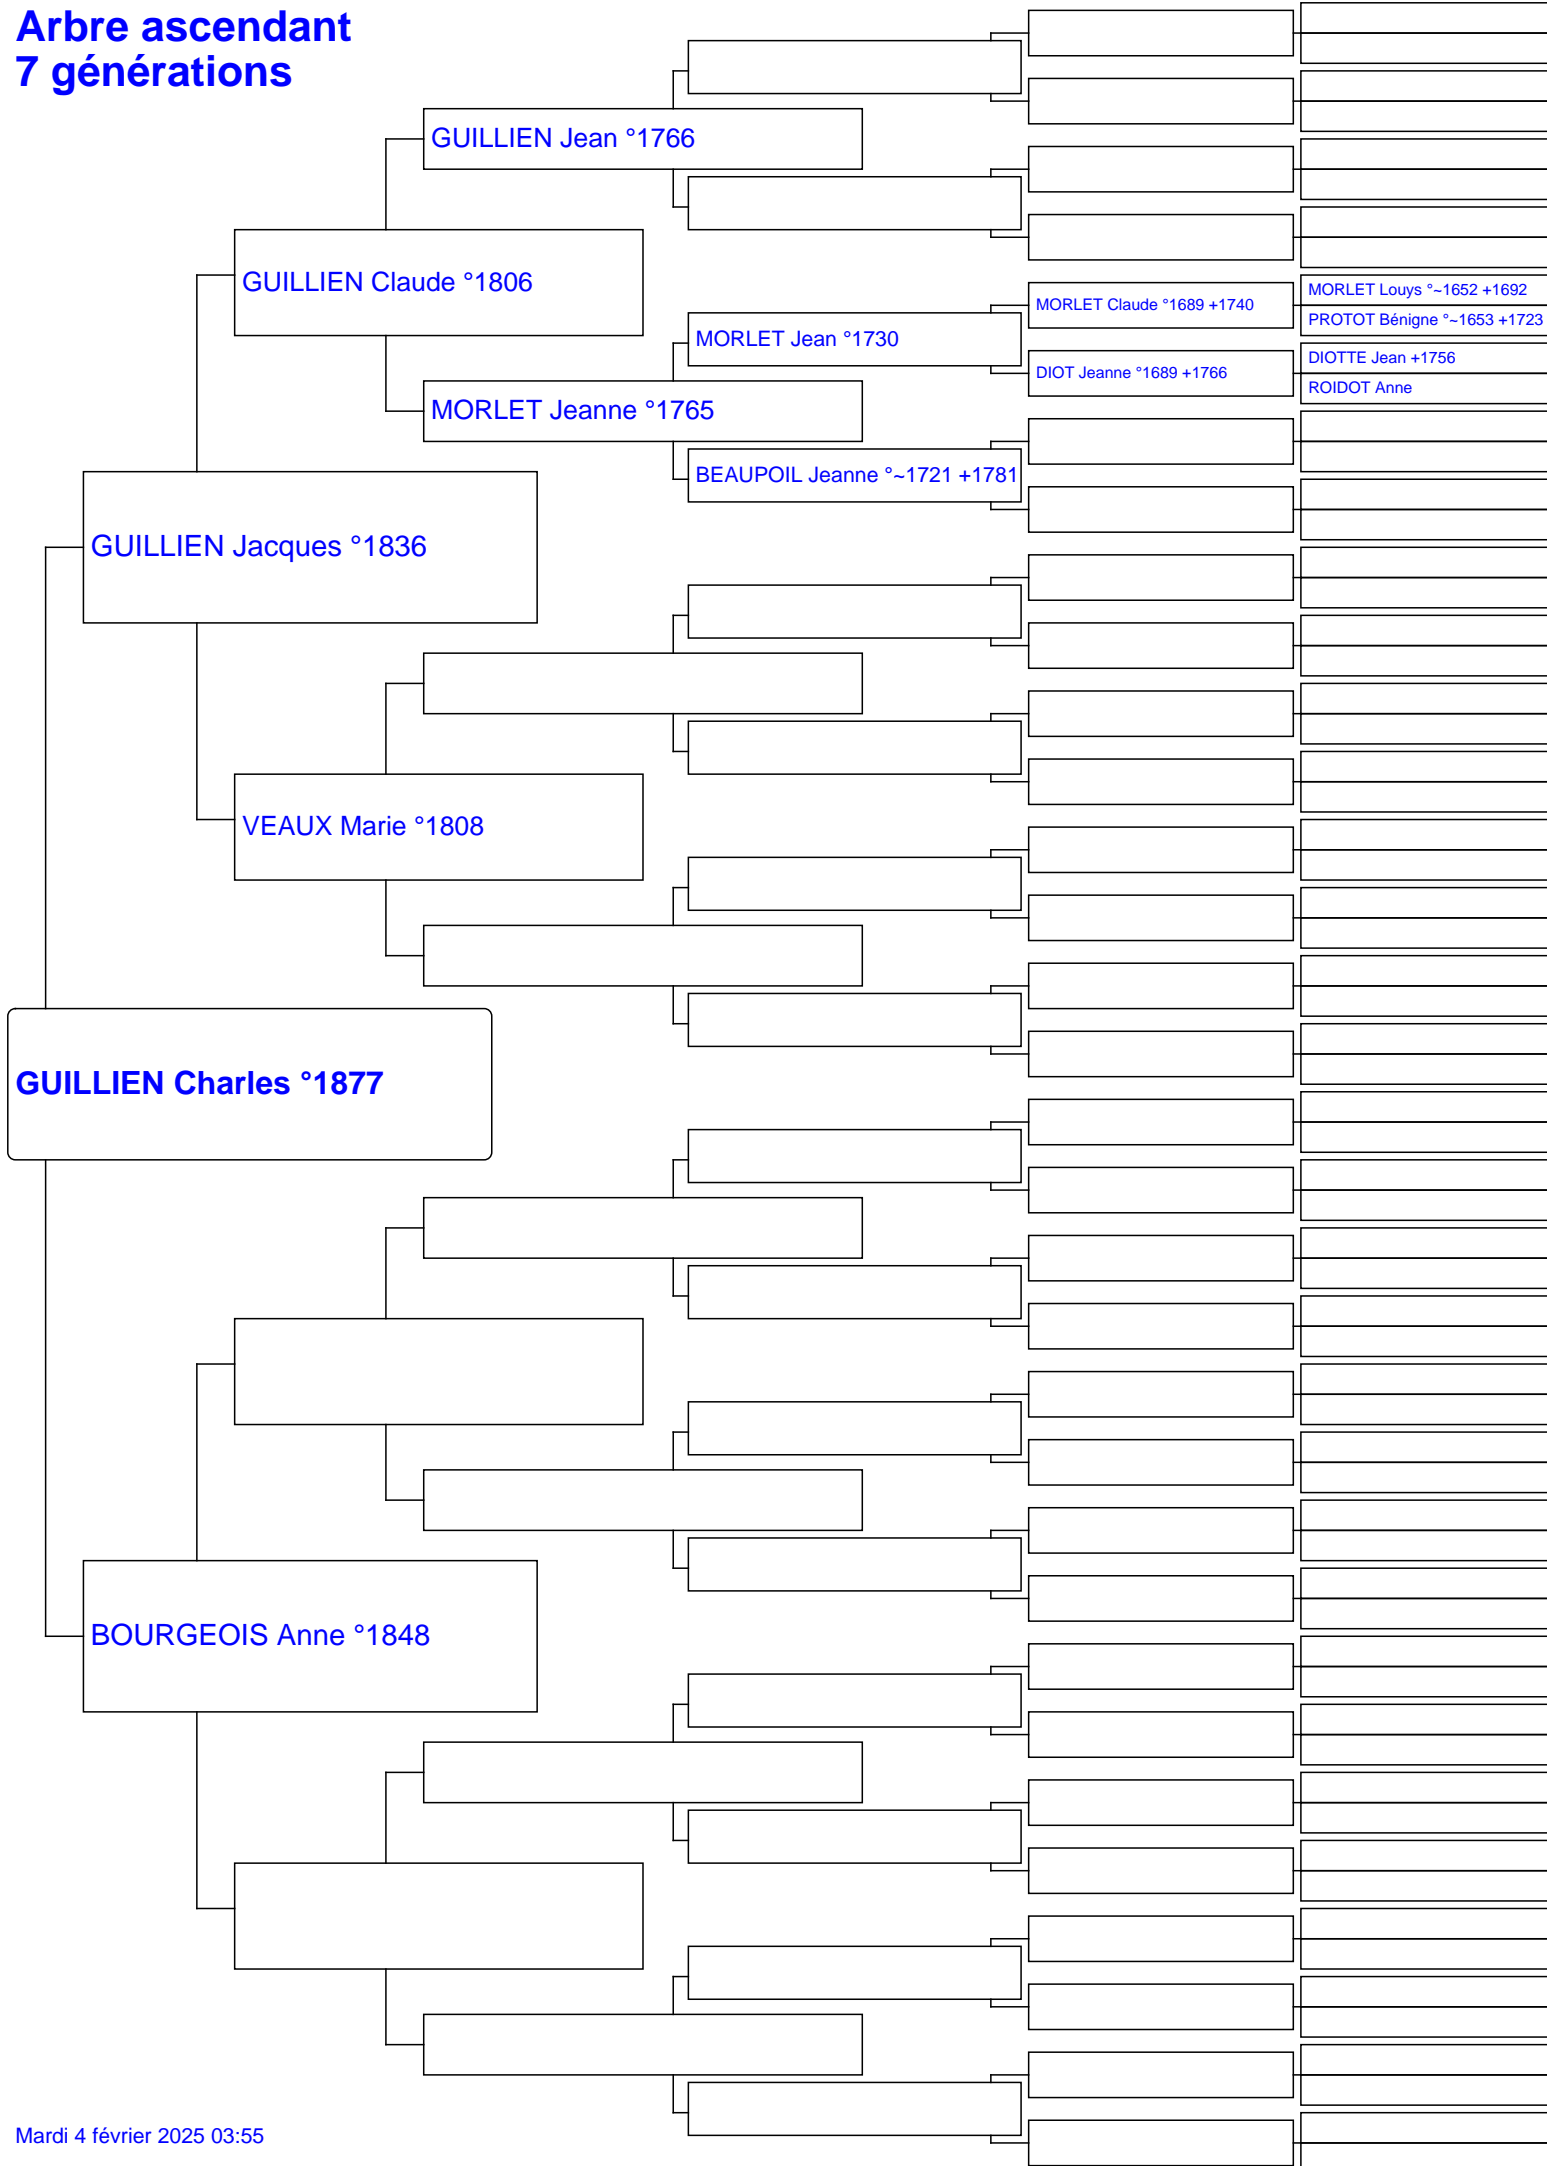 Arbre ascendant
7 générations
GUILLIEN Jean °1766
GUILLIEN Claude °1806
MORLET Louys °~1652 +1692
MORLET Claude °1689 +1740
PROTOT Bénigne °~1653 +1723
MORLET Jean °1730
DIOTTE Jean +1756
DIOT Jeanne °1689 +1766
ROIDOT Anne
MORLET Jeanne °1765
BEAUPOIL Jeanne °~1721 +1781
GUILLIEN Jacques °1836
VEAUX Marie °1808
GUILLIEN Charles °1877
BOURGEOIS Anne °1848
Mardi 4 février 2025 03:55